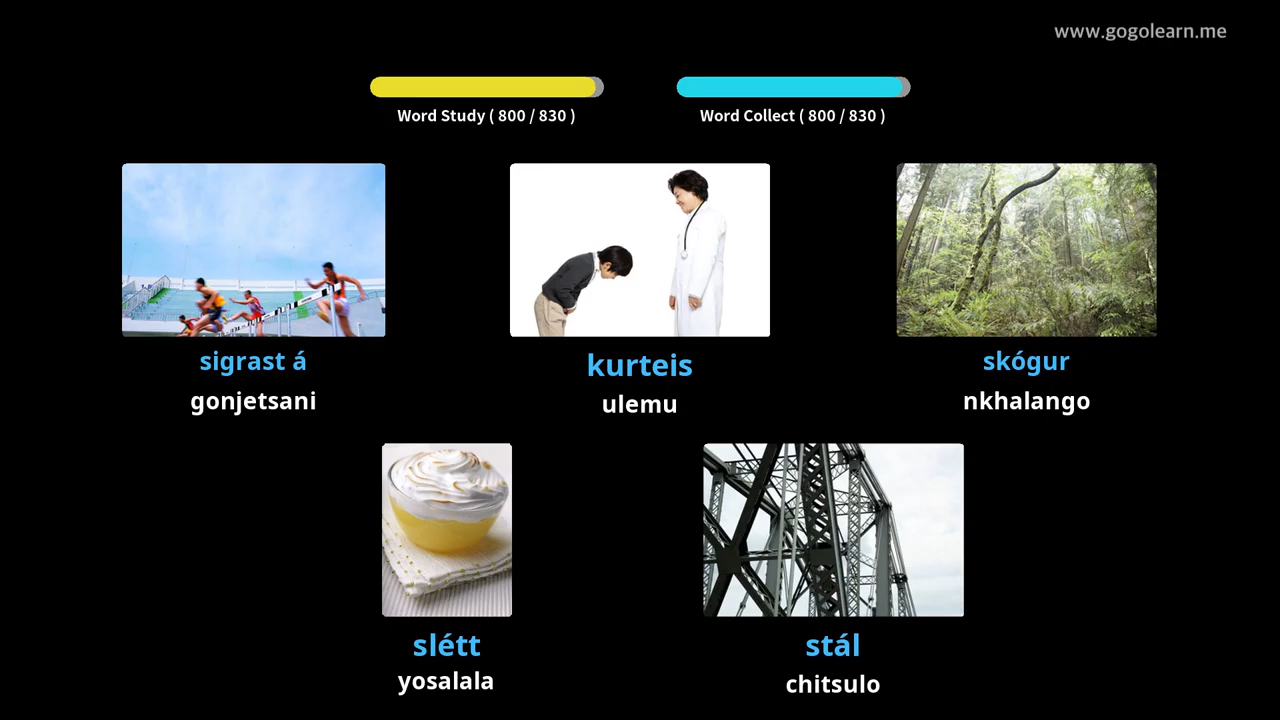 www.gogolearn.me
Word Study ( 800 / 830 )
Word Collect ( 800 / 830 )
sigrast á
gonjetsani
kurteis
ulemu
skógur
nkhalango
slétt
yosalala
stál
chitsulo